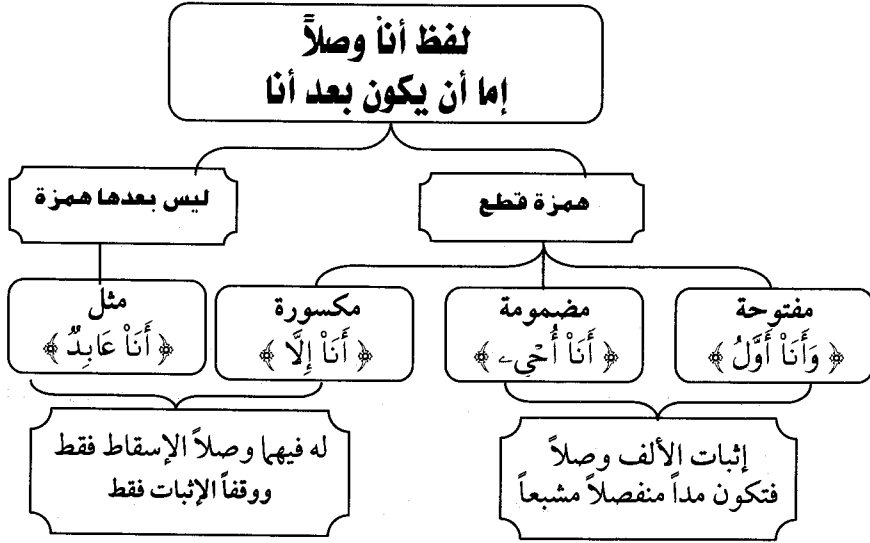 لفظ أناْ وصلاً
إما أن يكون بعد أنا
همزة قطع
ليس بعدها همزة
مفتوحة
﴿ وَأَنَا۠ أَوَّلُ ﴾
مضمومة
﴿ أَنَا۠ أُحْىِۦ ﴾
مكسورة
﴿ أَنَا۠ إِلَّا ﴾
مثل
﴿ أَنَا۠ عَابِدٌ ﴾
إثبات الألف وصلاً
فتكون مداً منفصلاً مشبعاً
له فيهما وصلاً الإسقاط فقط
ووقفاً الإثبات فقط